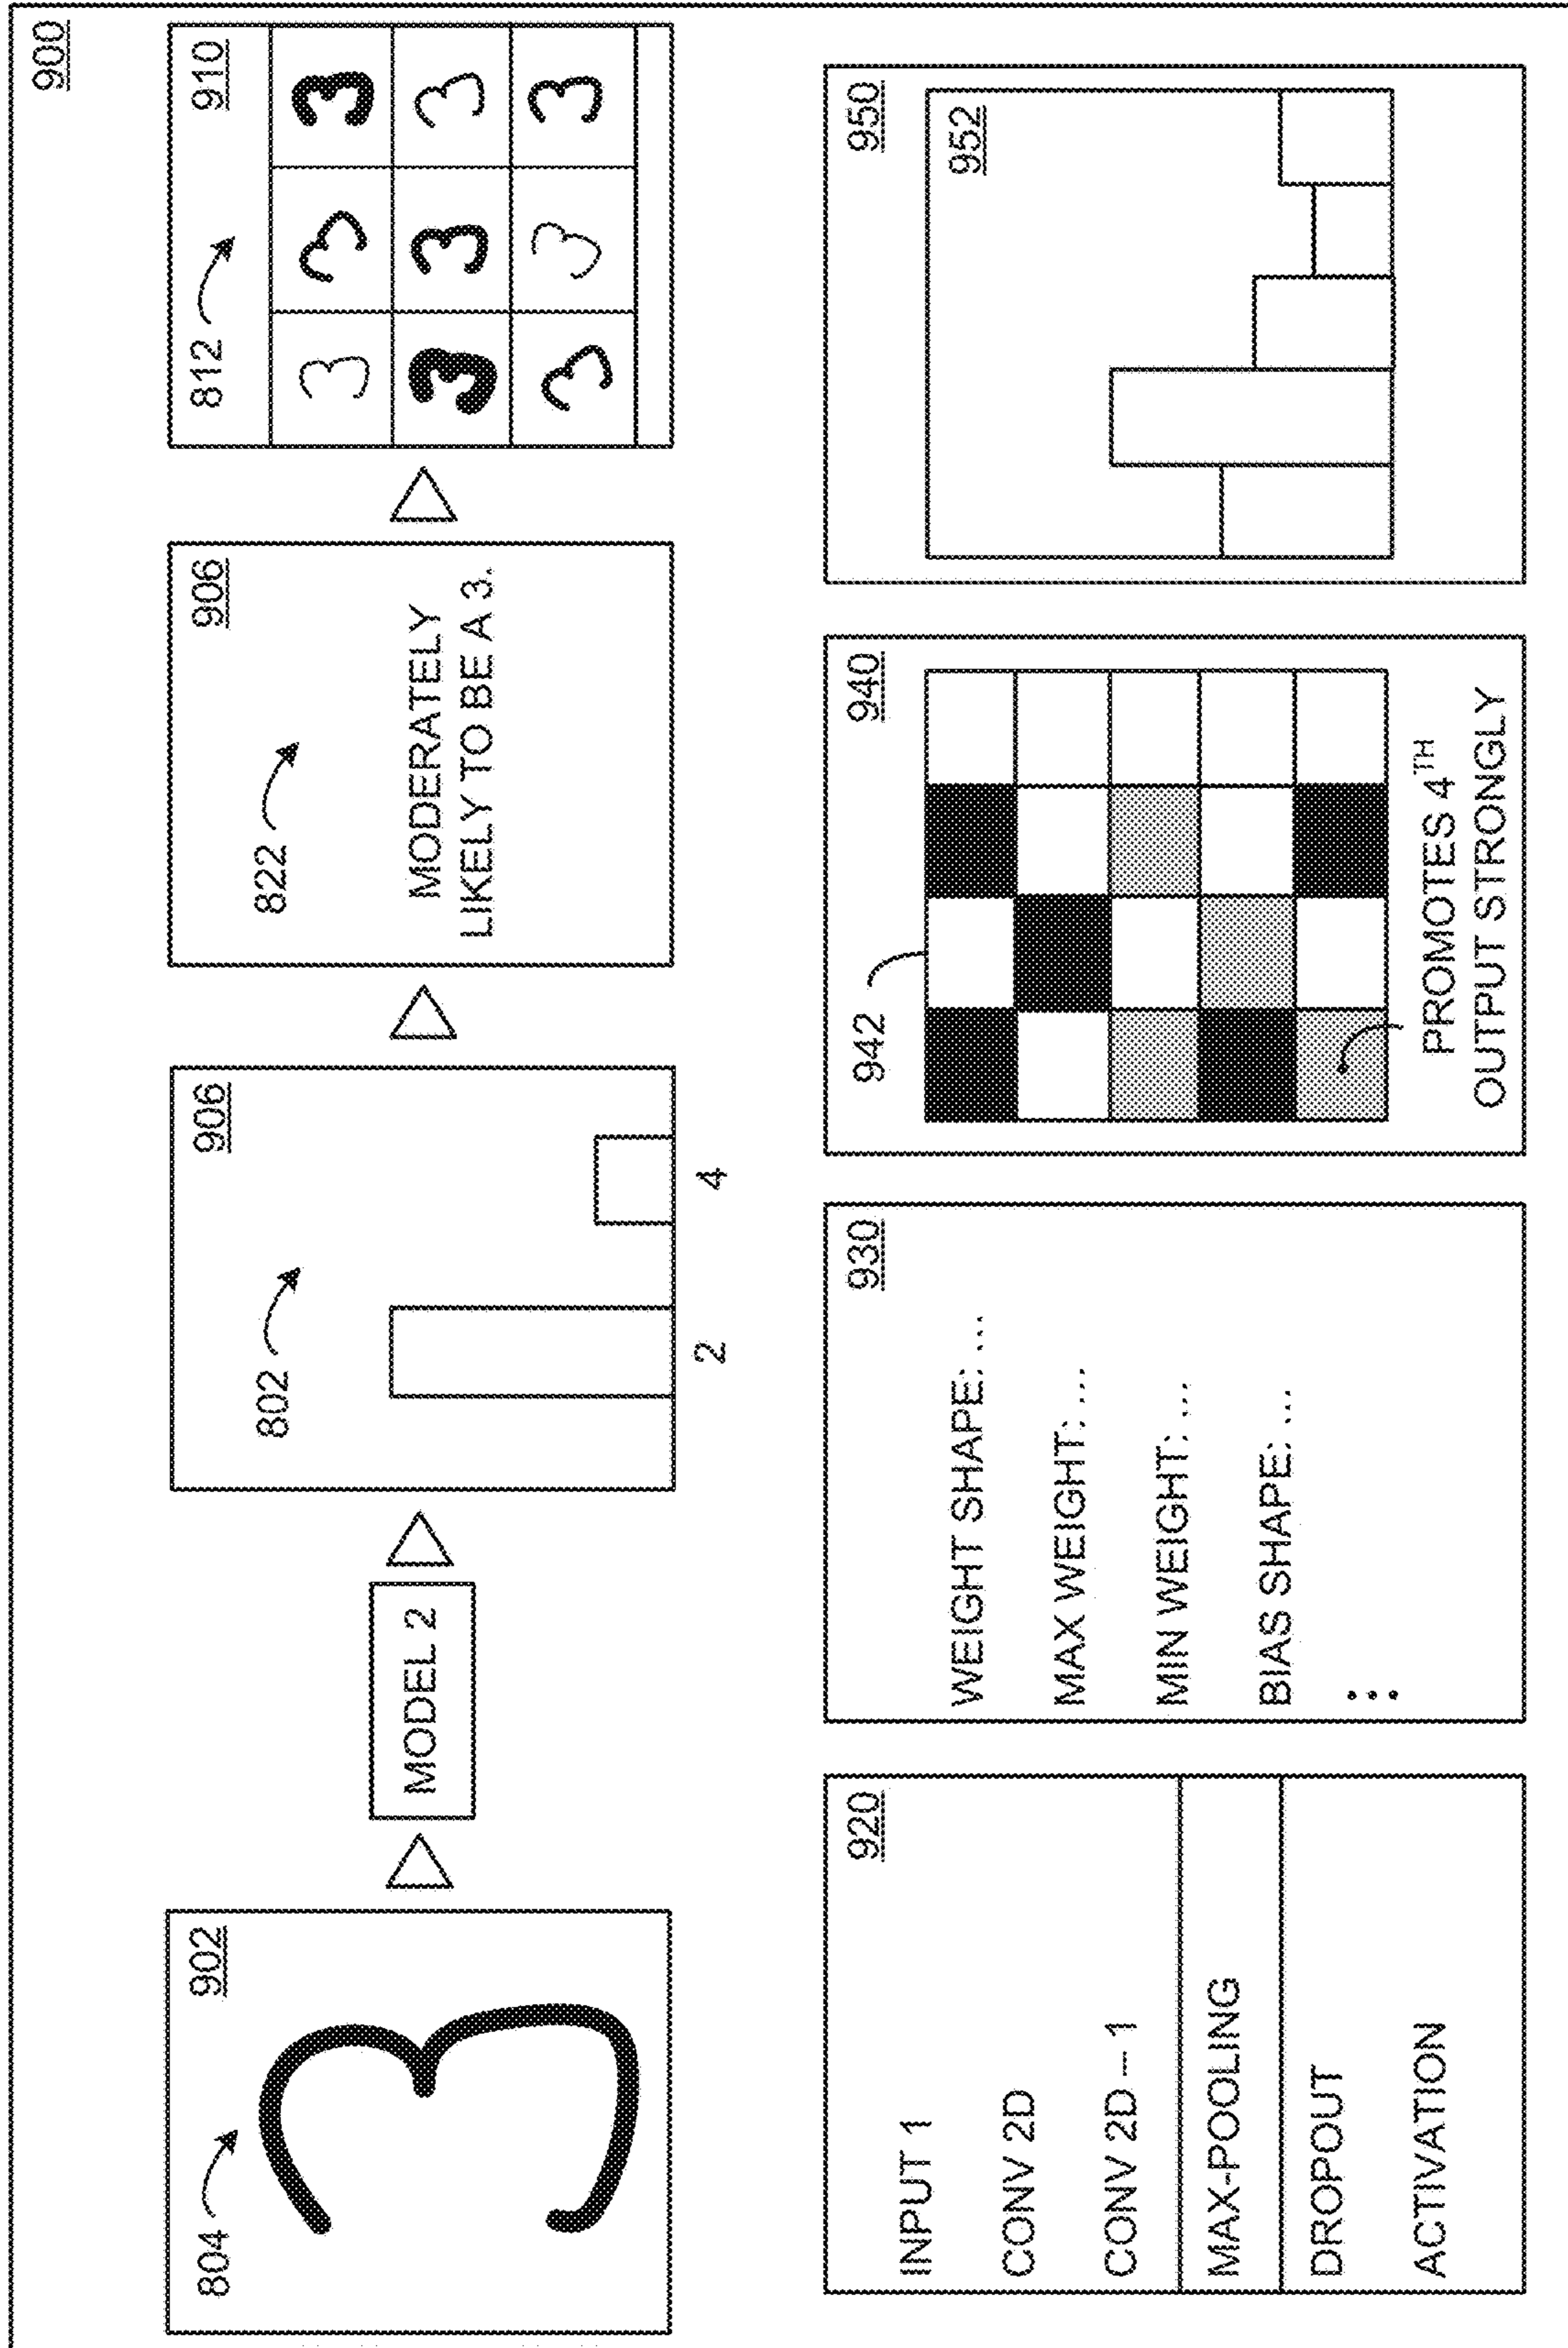 900
902
804
MODEL 2
906
802
2
4
906
822
MODERATELY
LIKELY TO BE A 3.
910
812
3 3 3
3 3 3
3 3 3
920
INPUT 1
CONV 2D
CONV 2D – 1
MAX-POOLING
DROPOUT
ACTIVATION
930
WEIGHT SHAPE: ...
MAX WEIGHT: ...
MIN WEIGHT: ...
BIAS SHAPE: ...
940
942
PROMOTES 4TH
OUTPUT STRONGLY
950
952
3